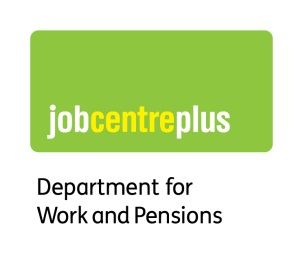 jobcentreplus
Department for
Work and Pensions